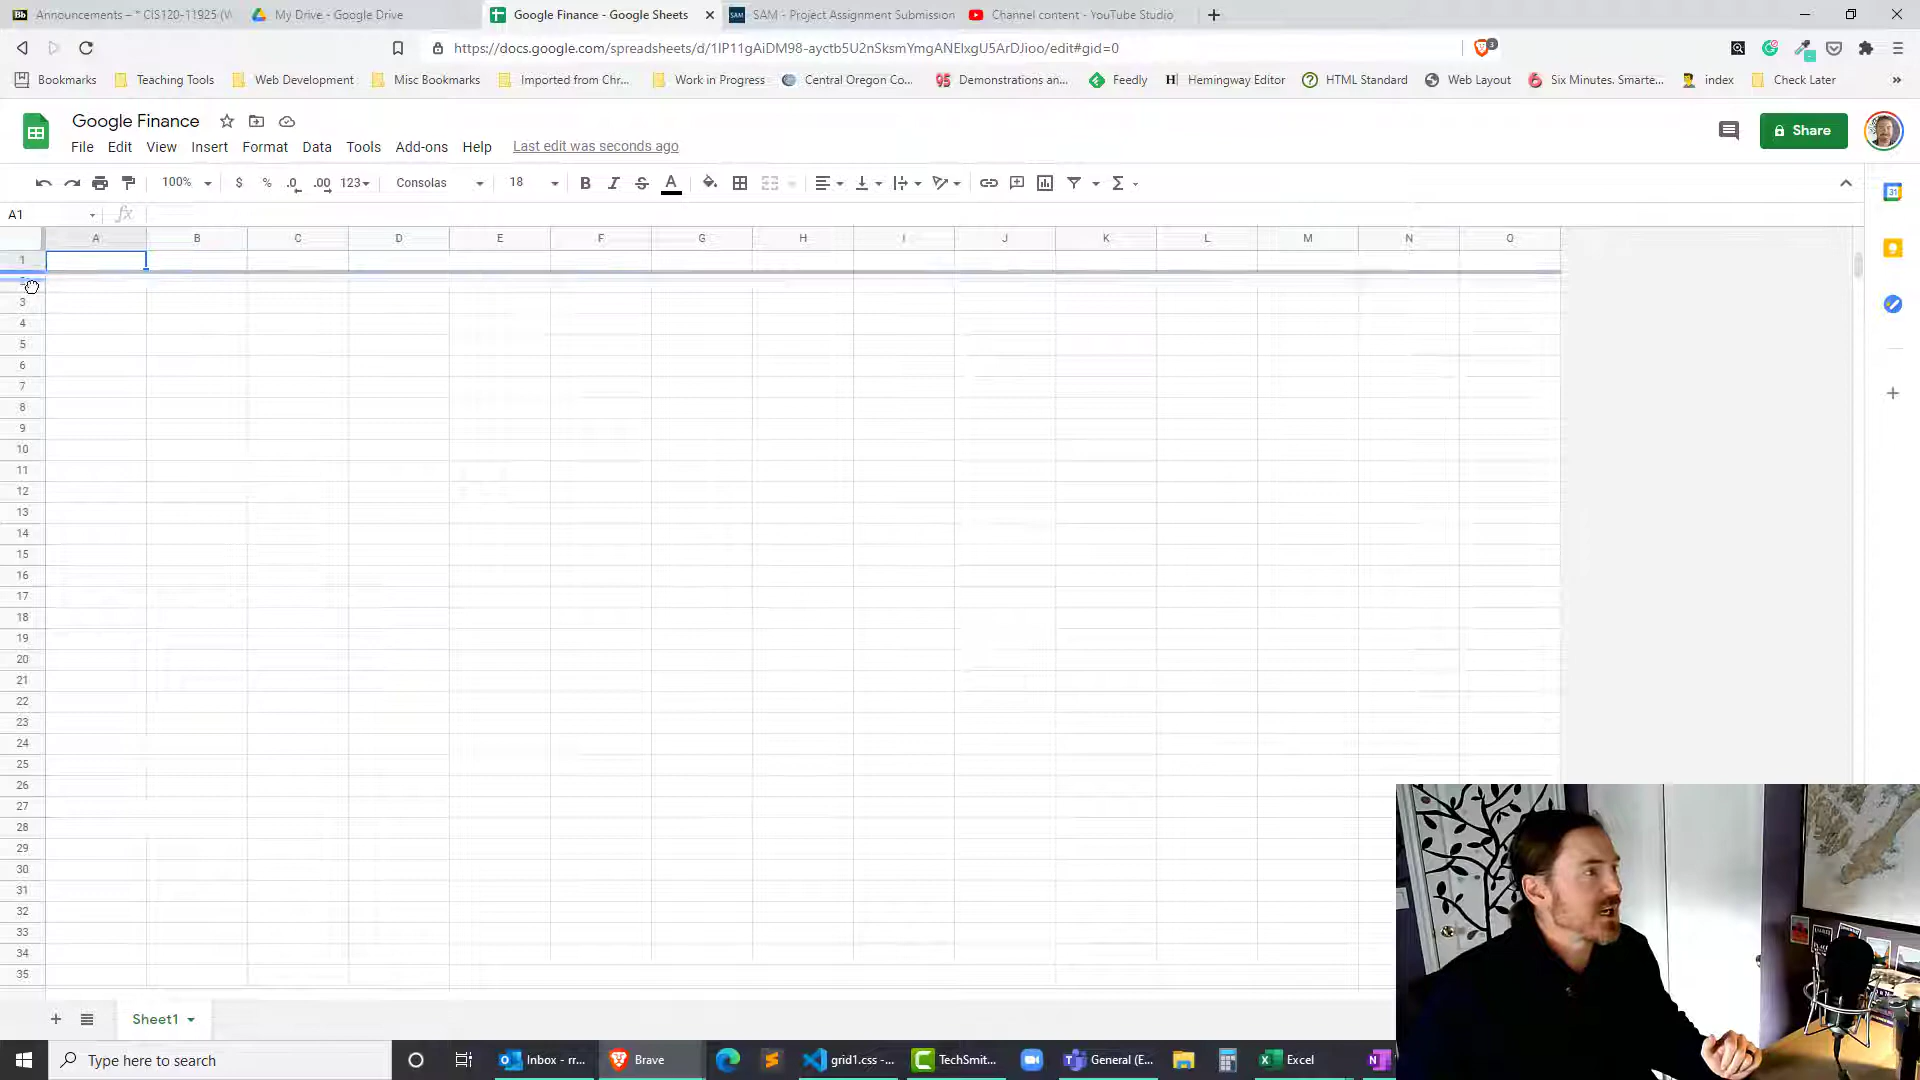 Announcements – * CIS120-11925 (W
My Drive - Google Drive
Google Finance - Google Sheets
SAM - Project Assignment Submission
Channel content - YouTube Studio
https://docs.google.com/spreadsheets/d/1IP11gAiDM98-ayctb5U2nSksmYmgANElxgU5ArDJioo/edit#gid=0
3
Bookmarks
Teaching Tools
Web Development
Misc Bookmarks
Imported from Chr...
Work in Progress
Central Oregon Co...
95 Demonstrations an...
Feedly
H Hemingway Editor
HTML Standard
Web Layout
Six Minutes. Smarte...
index
Check Later
Google Finance
Share
File Edit View Insert Format Data Tools Add-ons Help Last edit was seconds ago
100% $ % .0 .00 123 Consolas 18 B I S A
A1 fx
A B C D E F G H I J K L M N O
1
3
4
5
6
7
8
9
10
11
12
13
14
15
16
17
18
19
20
21
22
23
24
25
26
27
28
29
30
31
32
33
34
35
Sheet1
Type here to search
Inbox - rr...
Brave
grid1.css -...
TechSmit...
General (E...
Excel